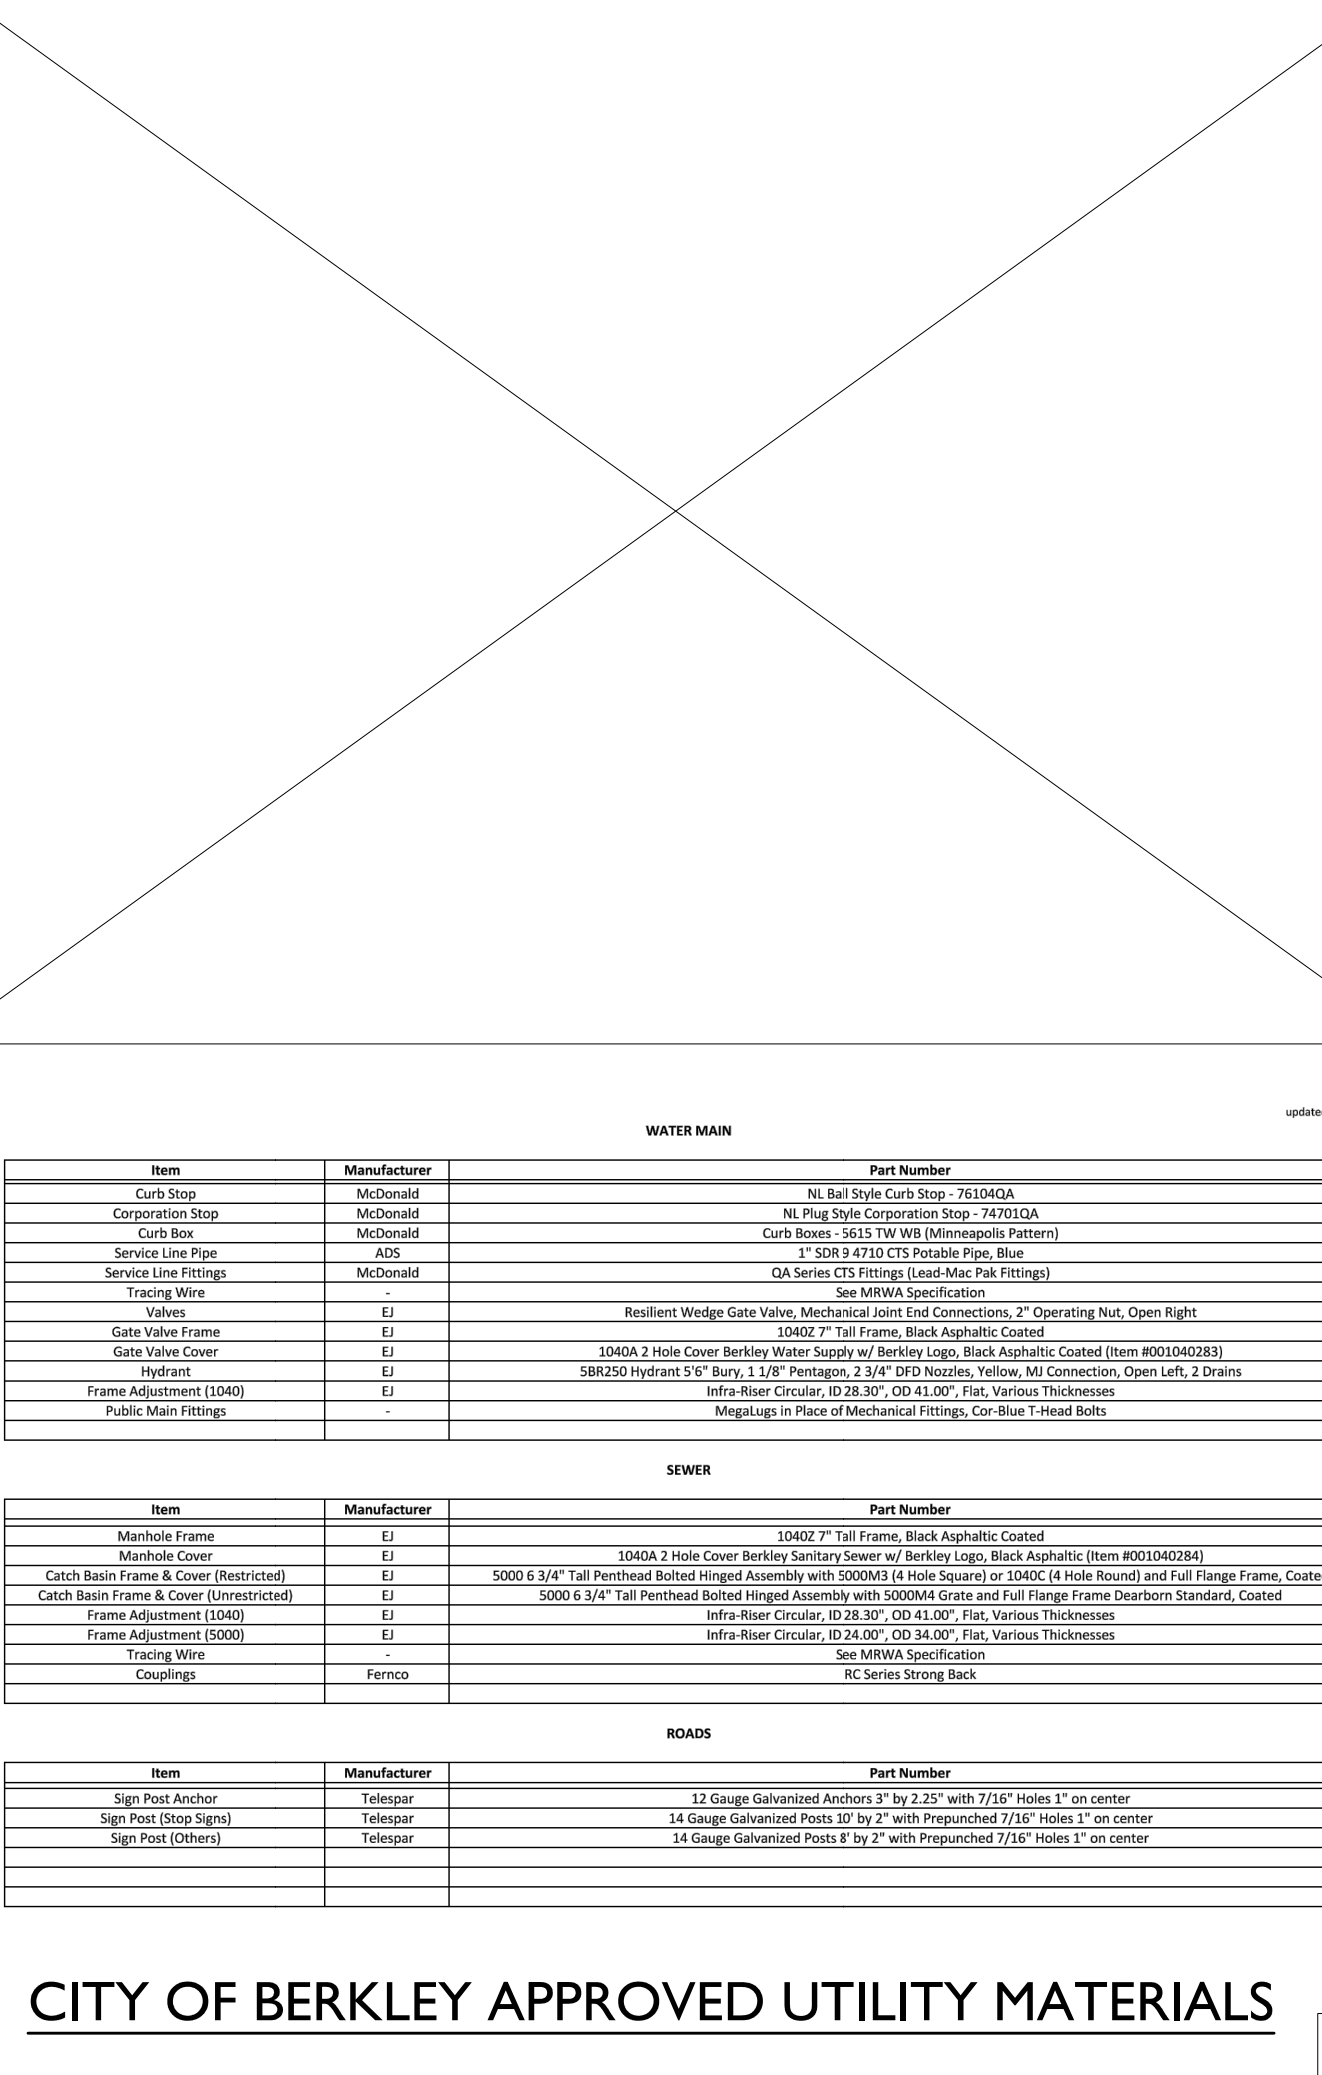 update
WATER MAIN
Item Manufacturer Part Number
Curb Stop McDonald NL Ball Style Curb Stop - 76104QA
Corporation Stop McDonald NL Plug Style Corporation Stop - 74701QA
Curb Box McDonald Curb Boxes - 5615 TW WB (Minneapolis Pattern)
Service Line Pipe ADS 1" SDR 9 4710 CTS Potable Pipe, Blue
Service Line Fittings McDonald QA Series CTS Fittings (Lead-Mac Pak Fittings)
Tracing Wire - See MRWA Specification
Valves EJ Resilient Wedge Gate Valve, Mechanical Joint End Connections, 2" Operating Nut, Open Right
Gate Valve Frame EJ 1040Z 7" Tall Frame, Black Asphaltic Coated
Gate Valve Cover EJ 1040A 2 Hole Cover Berkley Water Supply w/ Berkley Logo, Black Asphaltic Coated (Item #001040283)
Hydrant EJ 5BR250 Hydrant 5'6" Bury, 1 1/8" Pentagon, 2 3/4" DFD Nozzles, Yellow, MJ Connection, Open Left, 2 Drains
Frame Adjustment (1040) EJ Infra-Riser Circular, ID 28.30", OD 41.00", Flat, Various Thicknesses
Public Main Fittings - MegaLugs in Place of Mechanical Fittings, Cor-Blue T-Head Bolts
SEWER
Item Manufacturer Part Number
Manhole Frame EJ 1040Z 7" Tall Frame, Black Asphaltic Coated
Manhole Cover EJ 1040A 2 Hole Cover Berkley Sanitary Sewer w/ Berkley Logo, Black Asphaltic (Item #001040284)
Catch Basin Frame & Cover (Restricted) EJ 5000 6 3/4" Tall Penthead Bolted Hinged Assembly with 5000M3 (4 Hole Square) or 1040C (4 Hole Round) and Full Flange Frame, Coate
Catch Basin Frame & Cover (Unrestricted) EJ 5000 6 3/4" Tall Penthead Bolted Hinged Assembly with 5000M4 Grate and Full Flange Frame Dearborn Standard, Coated
Frame Adjustment (1040) EJ Infra-Riser Circular, ID 28.30", OD 41.00", Flat, Various Thicknesses
Frame Adjustment (5000) EJ Infra-Riser Circular, ID 24.00", OD 34.00", Flat, Various Thicknesses
Tracing Wire - See MRWA Specification
Couplings Fernco RC Series Strong Back
ROADS
Item Manufacturer Part Number
Sign Post Anchor Telespar 12 Gauge Galvanized Anchors 3" by 2.25" with 7/16" Holes 1" on center
Sign Post (Stop Signs) Telespar 14 Gauge Galvanized Posts 10' by 2" with Prepunched 7/16" Holes 1" on center
Sign Post (Others) Telespar 14 Gauge Galvanized Posts 8' by 2" with Prepunched 7/16" Holes 1" on center
CITY OF BERKLEY APPROVED UTILITY MATERIALS